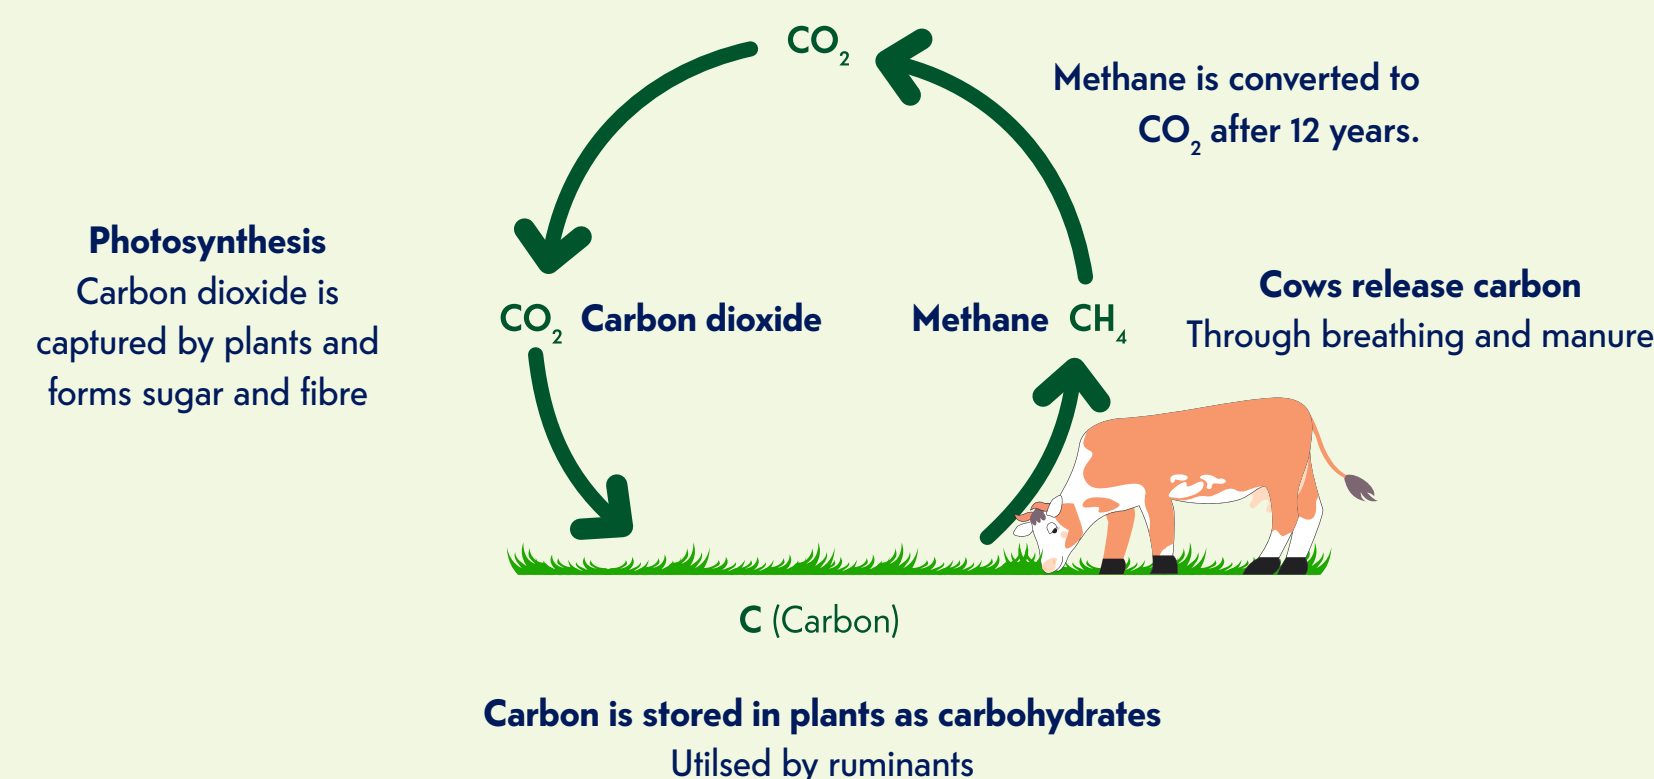 CO2
Methane is converted to
CO2 after 12 years.
Photosynthesis
Carbon dioxide is
captured by plants and
forms sugar and fibre
CO2 Carbon dioxide
Methane CH4
Cows release carbon
Through breathing and manure
C (Carbon)
Carbon is stored in plants as carbohydrates
Utilsed by ruminants